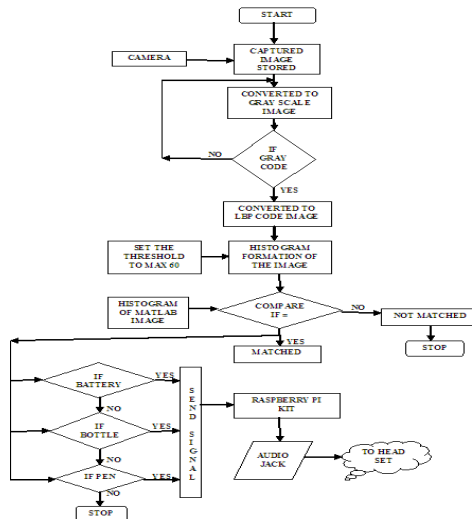 START
CAMERA
CAPTURED
IMAGE
STORED
CONVERTED TO
GRAY SCALE
IMAGE
NO
IF
GRAY
CODE
YES
CONVERTED TO
LBP CODE IMAGE
SET THE
THRESHOLD
TO MAX 60
HISTOGRAM
FORMATION OF
THE IMAGE
HISTOGRAM
OF MATLAB
IMAGE
COMPARE
IF =
NO
NOT MATCHED
YES
MATCHED
STOP
IF
BATTERY
YES
NO
IF
BOTTLE
YES
NO
IF PEN
YES
NO
STOP
SEND SIGNAL
RASPBERRY PI
KIT
AUDIO
JACK
TO HEAD
SET